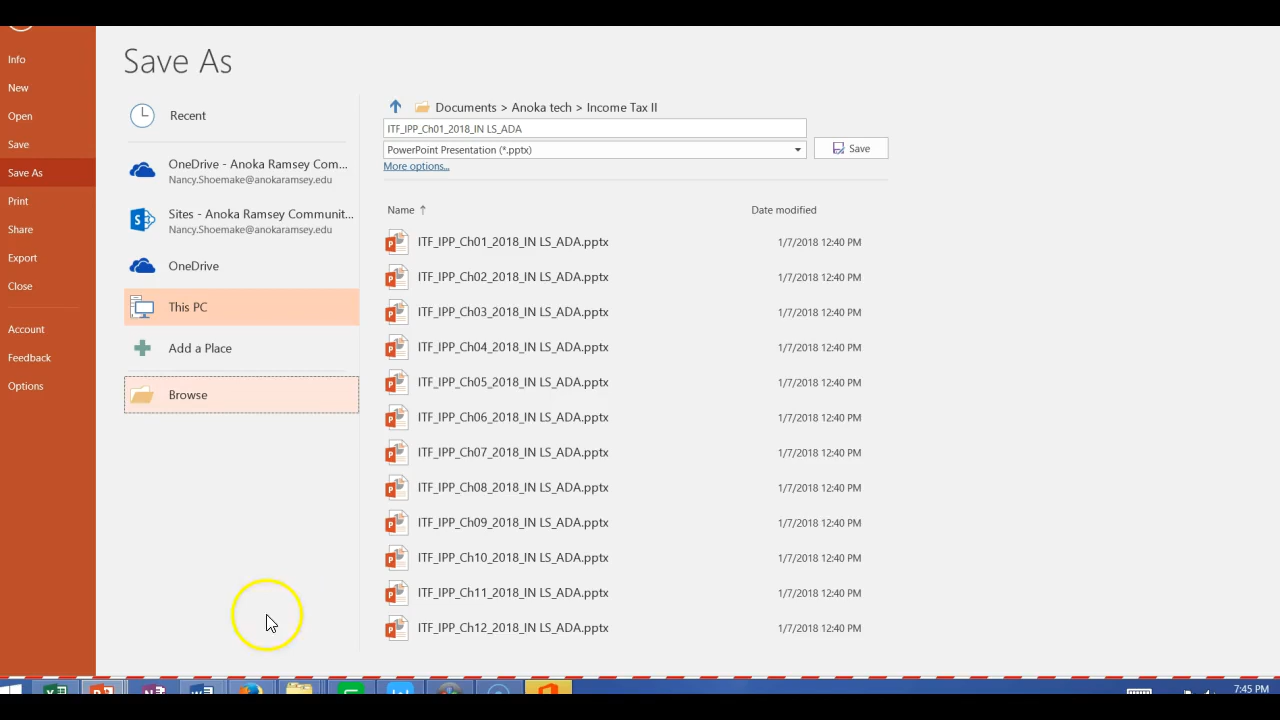 Save As
Info
New
Open
Save
Save As
Print
Share
Export
Close
Account
Feedback
Options
Recent
OneDrive - Anoka Ramsey Com...
Nancy.Shoemake@anokaramsey.edu
Sites - Anoka Ramsey Communit...
Nancy.Shoemake@anokaramsey.edu
OneDrive
This PC
Add a Place
Browse
Documents > Anoka tech > Income Tax II
ITF_IPP_Ch01_2018_IN LS_ADA
PowerPoint Presentation (*.pptx)
Save
More options...
Name Date modified
ITF_IPP_Ch01_2018_IN LS_ADA.pptx 1/7/2018 12:40 PM
ITF_IPP_Ch02_2018_IN LS_ADA.pptx 1/7/2018 12:40 PM
ITF_IPP_Ch03_2018_IN LS_ADA.pptx 1/7/2018 12:40 PM
ITF_IPP_Ch04_2018_IN LS_ADA.pptx 1/7/2018 12:40 PM
ITF_IPP_Ch05_2018_IN LS_ADA.pptx 1/7/2018 12:40 PM
ITF_IPP_Ch06_2018_IN LS_ADA.pptx 1/7/2018 12:40 PM
ITF_IPP_Ch07_2018_IN LS_ADA.pptx 1/7/2018 12:40 PM
ITF_IPP_Ch08_2018_IN LS_ADA.pptx 1/7/2018 12:40 PM
ITF_IPP_Ch09_2018_IN LS_ADA.pptx 1/7/2018 12:40 PM
ITF_IPP_Ch10_2018_IN LS_ADA.pptx 1/7/2018 12:40 PM
ITF_IPP_Ch11_2018_IN LS_ADA.pptx 1/7/2018 12:40 PM
ITF_IPP_Ch12_2018_IN LS_ADA.pptx 1/7/2018 12:40 PM
7:45 PM